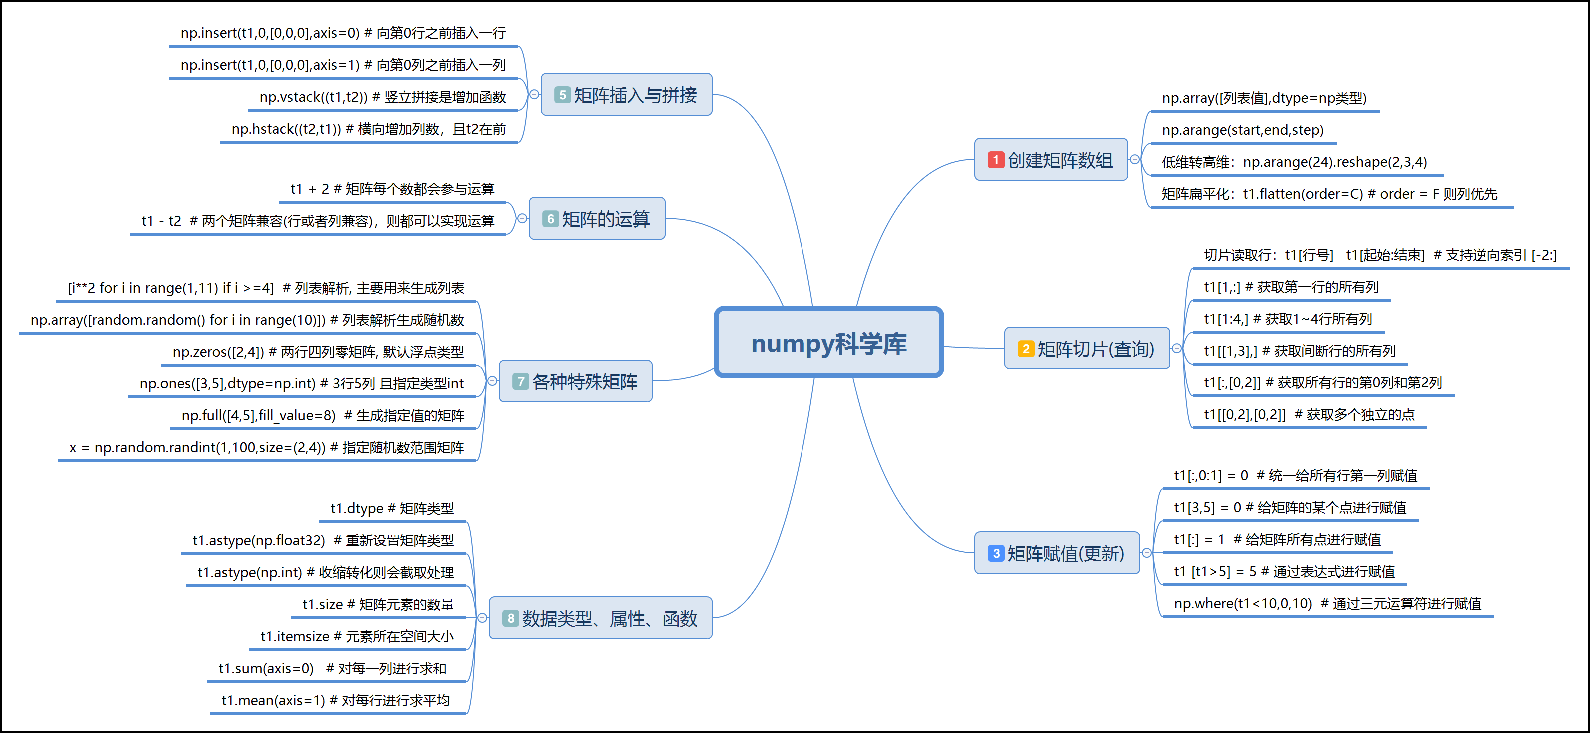 numpy科学库
1 创建矩阵数组
np.array([列表值],dtype=np类型)
np.arange(start,end,step)
低维转高维：np.arange(24).reshape(2,3,4)
矩阵扁平化：t1.flatten(order=C) # order = F 则列优先
2 矩阵切片(查询)
切片读取行：t1[行号] t1[起始:结束] # 支持逆向索引 [-2:]
t1[1,:] # 获取第一行的所有列
t1[1:4,] # 获取1~4行所有列
t1[[1,3],] # 获取间断行的所有列
t1[:,[0,2]] # 获取所有行的第0列和第2列
t1[[0,2],[0,2]] # 获取多个独立的点
3 矩阵赋值(更新)
t1[:,0:1] = 0 # 统一给所有行第一列赋值
t1[3,5] = 0 # 给矩阵的某个点进行赋值
t1[:] = 1 # 给矩阵所有点进行赋值
t1 [t1>5] = 5 # 通过表达式进行赋值
np.where(t1<10,0,10) # 通过三元运算符进行赋值
5 矩阵插入与拼接
np.insert(t1,0,[0,0,0],axis=0) # 向第0行之前插入一行
np.insert(t1,0,[0,0,0],axis=1) # 向第0列之前插入一列
np.vstack((t1,t2)) # 竖立拼接是增加函数
np.hstack((t2,t1)) # 横向增加列数，且t2在前
6 矩阵的运算
t1 + 2 # 矩阵每个数都会参与运算
t1 - t2 # 两个矩阵兼容(行或者列兼容)，则都可以实现运算
7 各种特殊矩阵
[i**2 for i in range(1,11) if i >=4] # 列表解析, 主要用来生成列表
np.array([random.random() for i in range(10)]) # 列表解析生成随机数
np.zeros([2,4]) # 两行四列零矩阵, 默认浮点类型
np.ones([3,5],dtype=np.int) # 3行5列 且指定类型int
np.full([4,5],fill_value=8) # 生成指定值的矩阵
x = np.random.randint(1,100,size=(2,4)) # 指定随机数范围矩阵
8 数据类型、属性、函数
t1.dtype # 矩阵类型
t1.astype(np.float32) # 重新设置矩阵类型
t1.astype(np.int) # 收缩转化则会截取处理
t1.size # 矩阵元素的数量
t1.itemsize # 元素所在空间大小
t1.sum(axis=0) # 对每一列进行求和
t1.mean(axis=1) # 对每行进行求平均